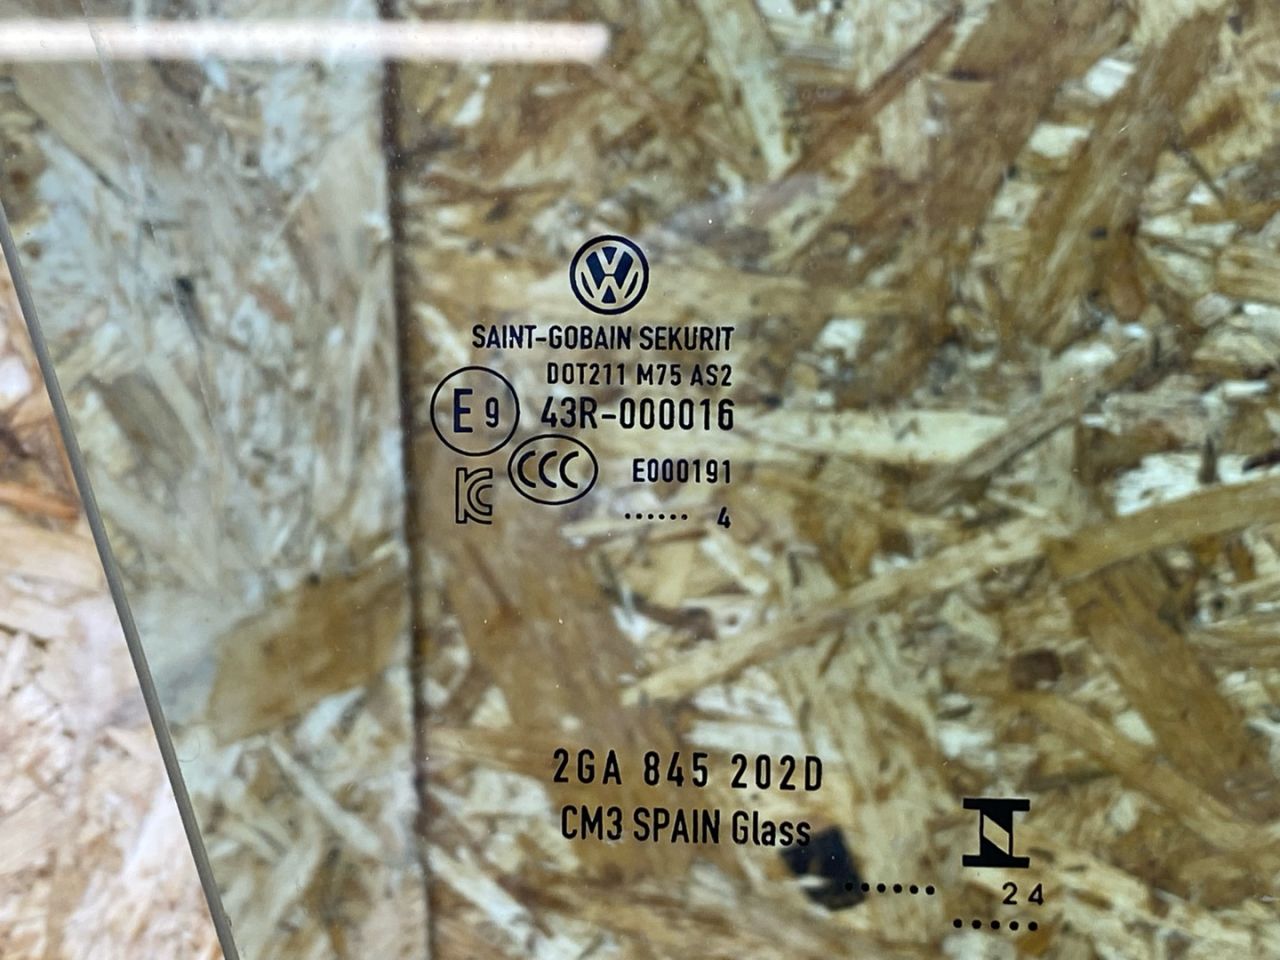 SAINT-GOBAIN SEKURIT
DOT211 M75 AS2
E9 43R-000016
CCC E000191
KC
...... 4
2GA 845 202D
CM3 SPAIN Glass
...... 24
.....